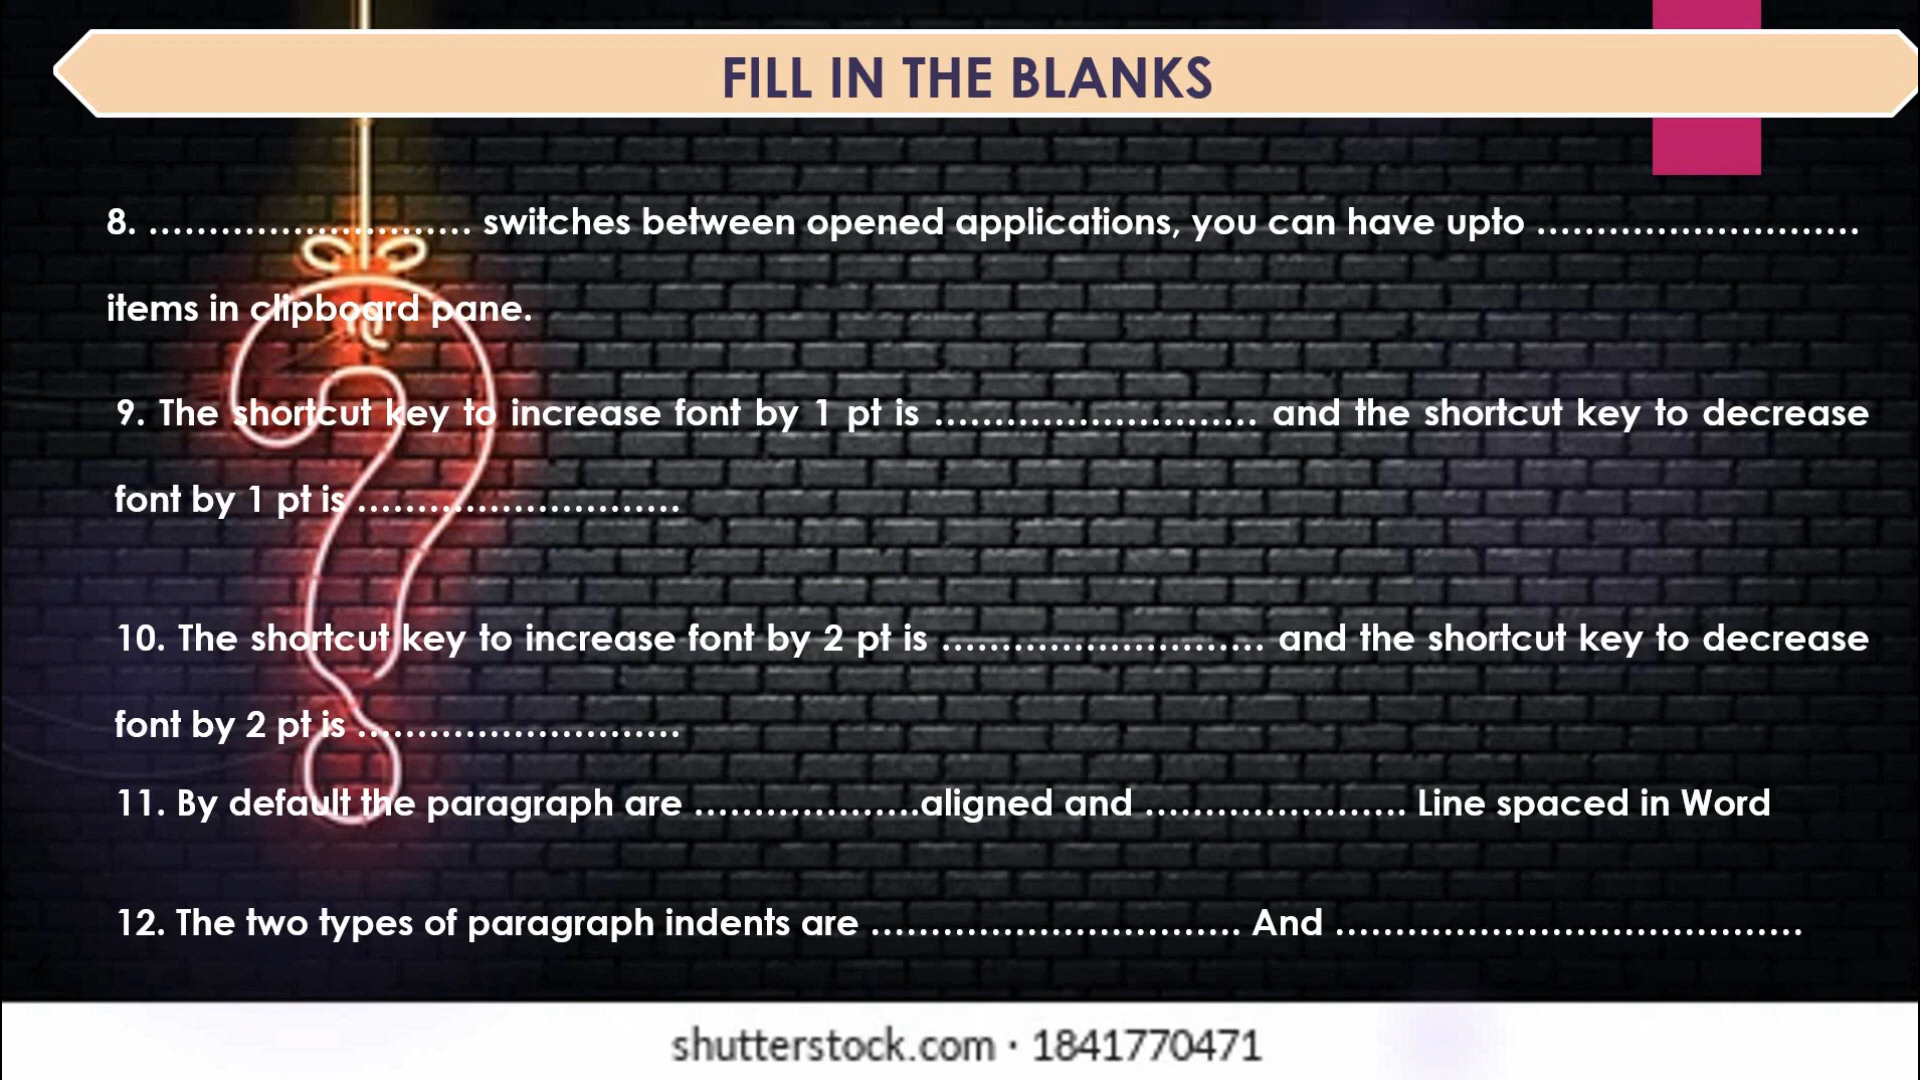 FILL IN THE BLANKS
8. ........................... switches between opened applications, you can have upto ...........................
items in clipboard pane.
9. The shortcut key to increase font by 1 pt is ........................... and the shortcut key to decrease
font by 1 pt is ...........................
10. The shortcut key to increase font by 2 pt is ........................... and the shortcut key to decrease
font by 2 pt is ...........................
11. By default the paragraph are ...................aligned and ...................... Line spaced in Word
12. The two types of paragraph indents are ............................... And .......................................
shutterstock.com · 1841770471